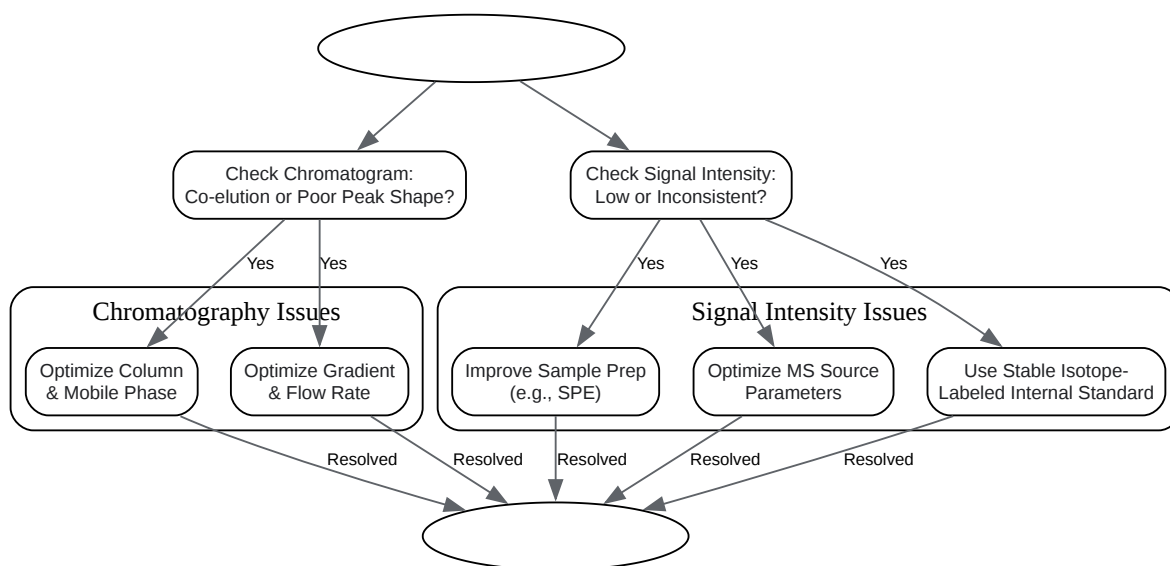 Check Chromatogram:
Co-elution or Poor Peak Shape?
Check Signal Intensity:
Low or Inconsistent?
Yes
Yes
Yes
Yes
Yes
Chromatography Issues
Signal Intensity Issues
Optimize Column
& Mobile Phase
Optimize Gradient
& Flow Rate
Improve Sample Prep
(e.g., SPE)
Optimize MS Source
Parameters
Use Stable Isotope-
Labeled Internal Standard
Resolved
Resolved
Resolved
Resolved
Resolved